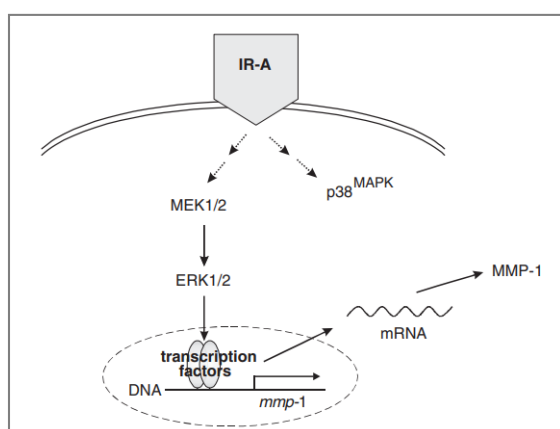 IR-A
p38MAPK
MEK1/2
ERK1/2
MMP-1
mRNA
transcription
factors
DNA
mmp-1